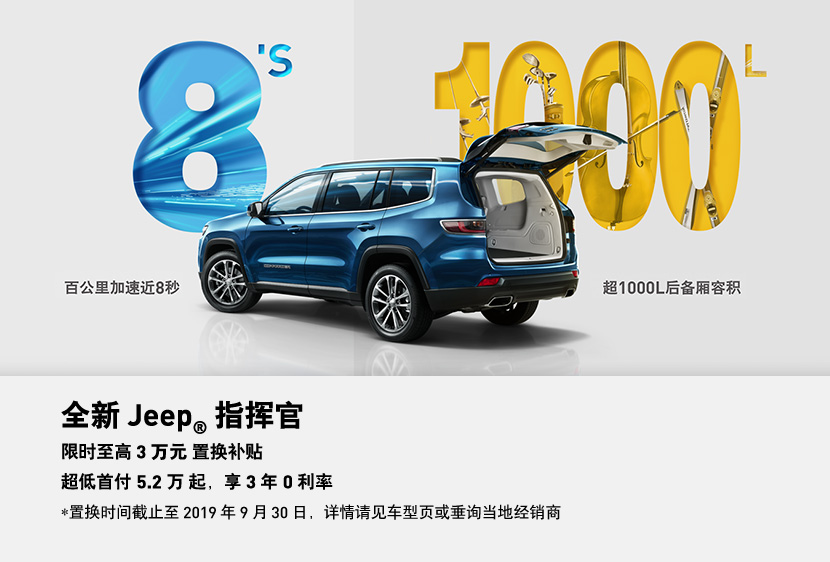 8'S
1000L
百公里加速近8秒
超1000L后备厢容积
全新 Jeep® 指挥官
限时至高 3 万元 置换补贴
超低首付 5.2 万 起，享 3 年 0 利率
*置换时间截止至 2019 年 9 月 30 日，详情请见车型页或垂询当地经销商